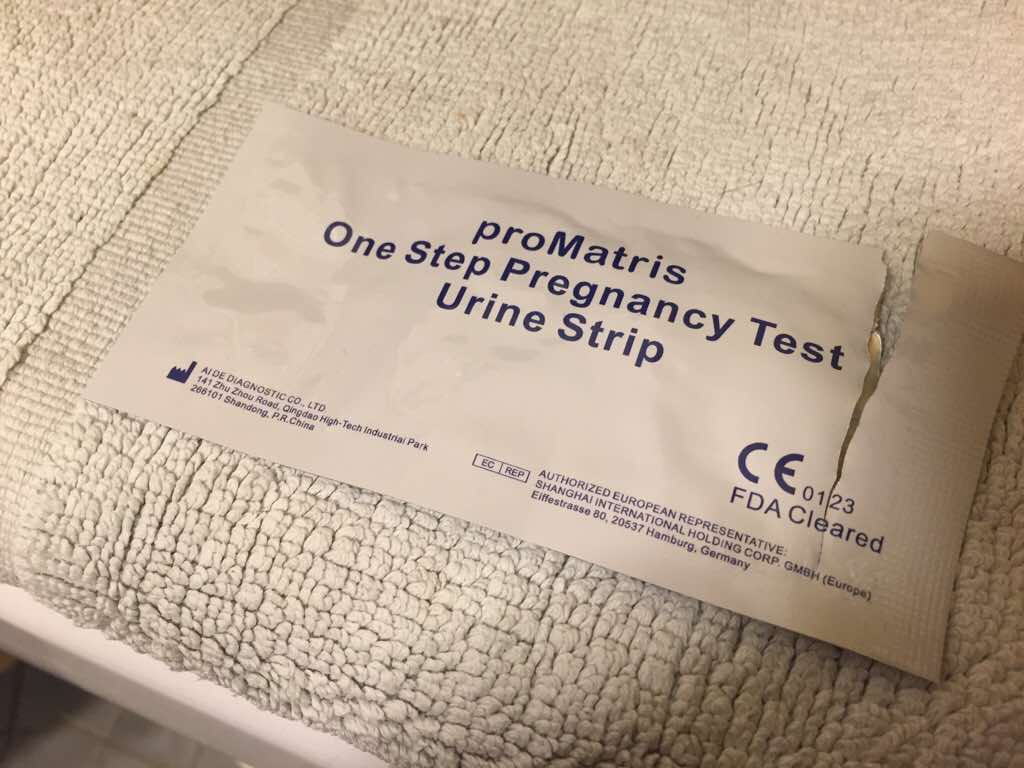 proMatris
One Step Pregnancy Test
Urine Strip
AI DE DIAGNOSTIC CO., LTD
141 Zhu Zhou Road, Qingdao High-Tech Industrial Park
266101 Shandong, P.R.China
EC REP
AUTHORIZED EUROPEAN REPRESENTATIVE:
SHANGHAI INTERNATIONAL HOLDING CORP. GMBH (Europe)
Eiffestrasse 80, 20537 Hamburg, Germany
CE 0123
FDA Cleared